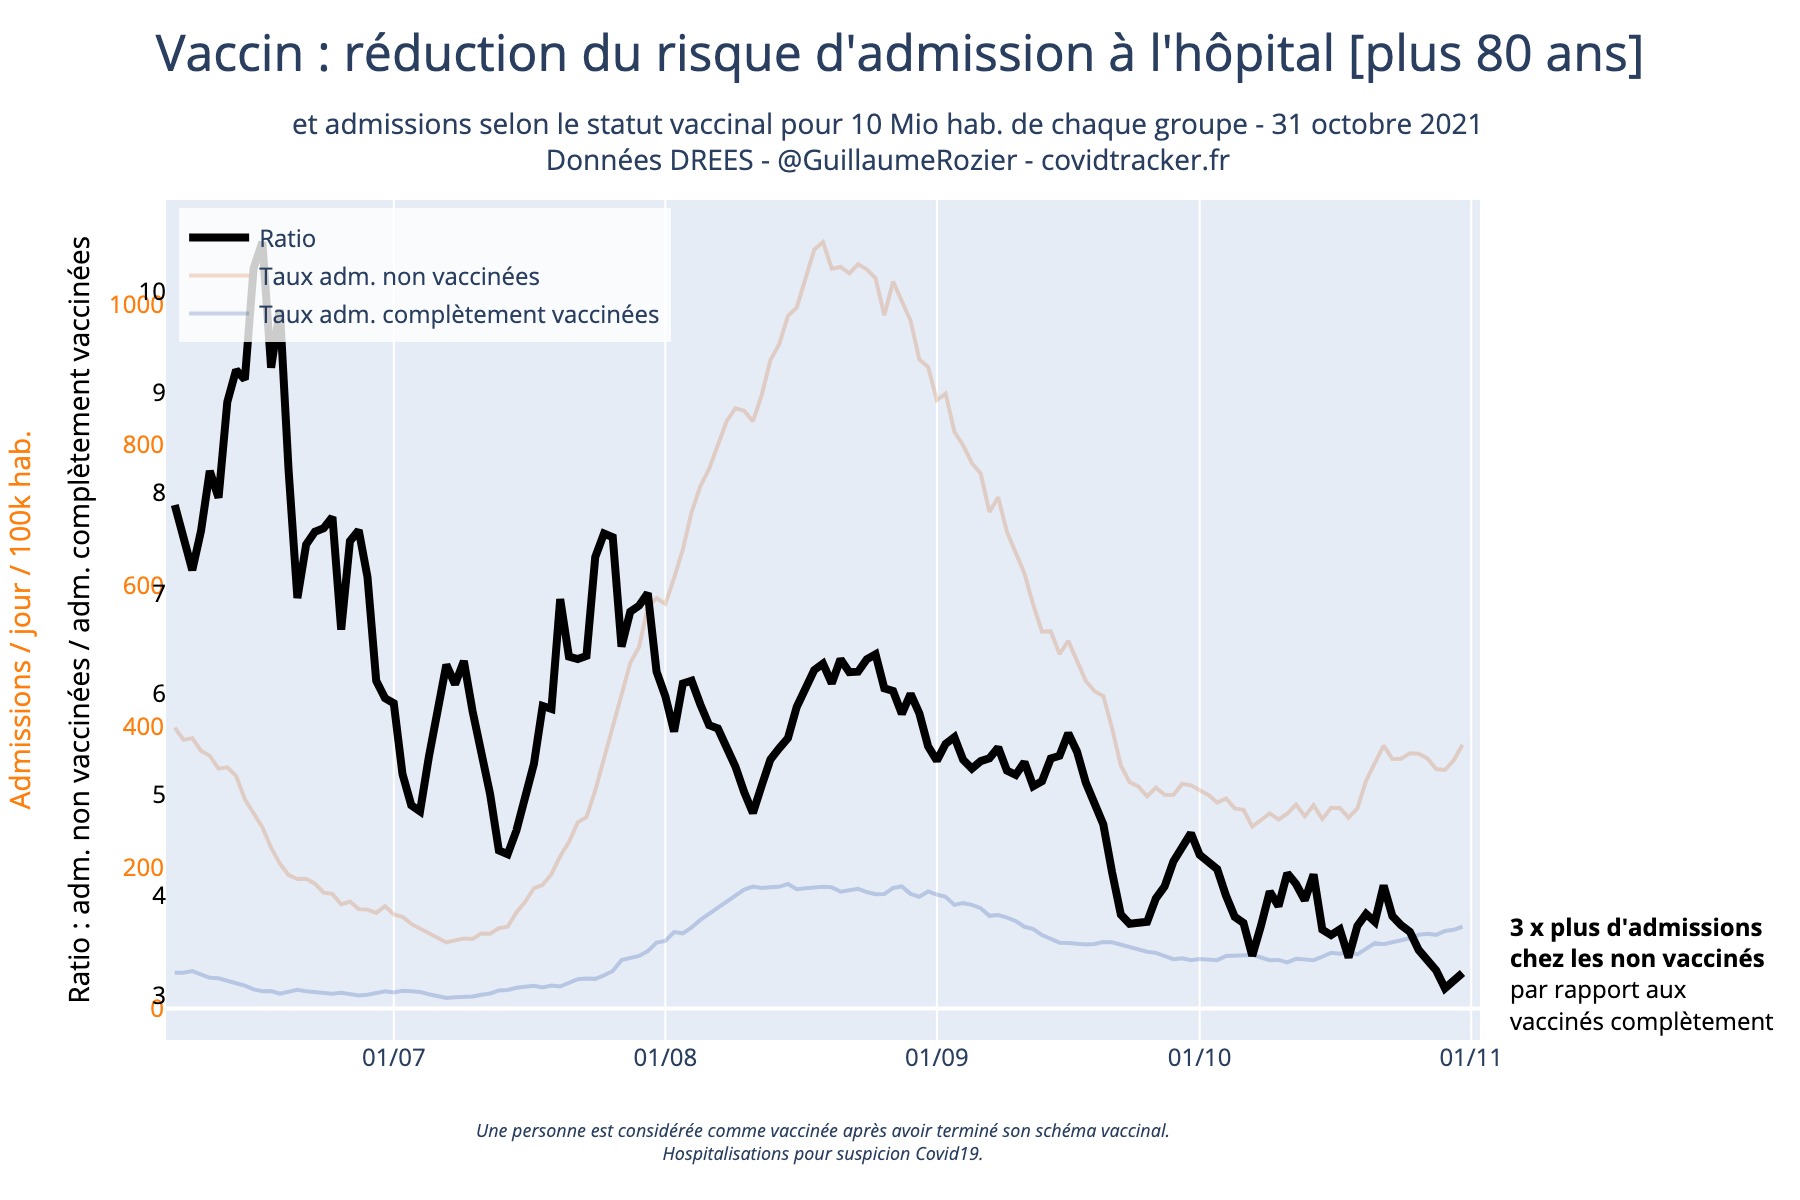 Vaccin : réduction du risque d'admission à l'hôpital [plus 80 ans]
et admissions selon le statut vaccinal pour 10 Mio hab. de chaque groupe - 31 octobre 2021
Données DREES - @GuillaumeRozier - covidtracker.fr
Ratio
Taux adm. non vaccinées
Taux adm. complètement vaccinées
Admissions / jour / 100k hab.
Ratio : adm. non vaccinées / adm. complètement vaccinées
10
1000
9
800
8
600
7
6
400
5
200
4
3
0
01/07
01/08
01/09
01/10
01/11
3 x plus d'admissions
chez les non vaccinés
par rapport aux
vaccinés complètement
Une personne est considérée comme vaccinée après avoir terminé son schéma vaccinal.
Hospitalisations pour suspicion Covid19.